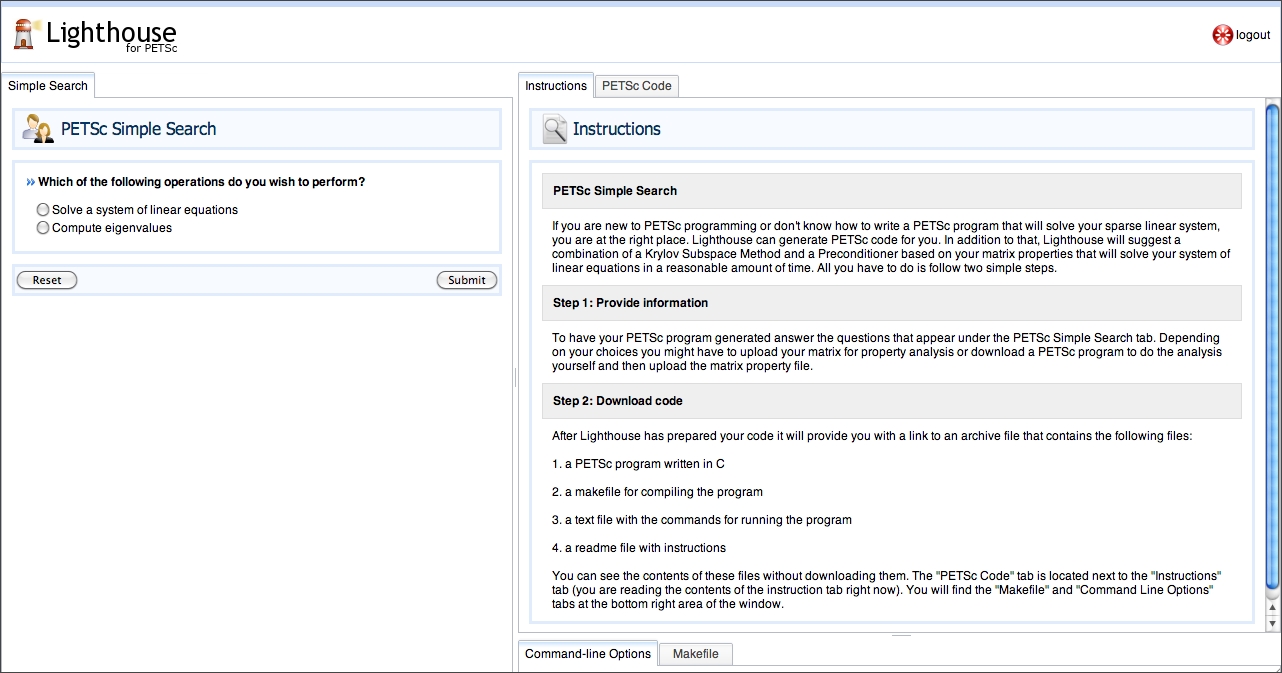 Lighthouse
for PETSc
logout
Simple Search
PETSc Simple Search
» Which of the following operations do you wish to perform?
Solve a system of linear equations
Compute eigenvalues
Reset
Submit
Instructions
PETSc Code
Instructions
PETSc Simple Search
If you are new to PETSc programming or don't know how to write a PETSc program that will solve your sparse linear system,
you are at the right place. Lighthouse can generate PETSc code for you. In addition to that, Lighthouse will suggest a
combination of a Krylov Subspace Method and a Preconditioner based on your matrix properties that will solve your system of
linear equations in a reasonable amount of time. All you have to do is follow two simple steps.
Step 1: Provide information
To have your PETSc program generated answer the questions that appear under the PETSc Simple Search tab. Depending
on your choices you might have to upload your matrix for property analysis or download a PETSc program to do the analysis
yourself and then upload the matrix property file.
Step 2: Download code
After Lighthouse has prepared your code it will provide you with a link to an archive file that contains the following files:
1. a PETSc program written in C
2. a makefile for compiling the program
3. a text file with the commands for running the program
4. a readme file with instructions
You can see the contents of these files without downloading them. The "PETSc Code" tab is located next to the "Instructions"
tab (you are reading the contents of the instruction tab right now). You will find the "Makefile" and "Command Line Options"
tabs at the bottom right area of the window.
Command-line Options
Makefile